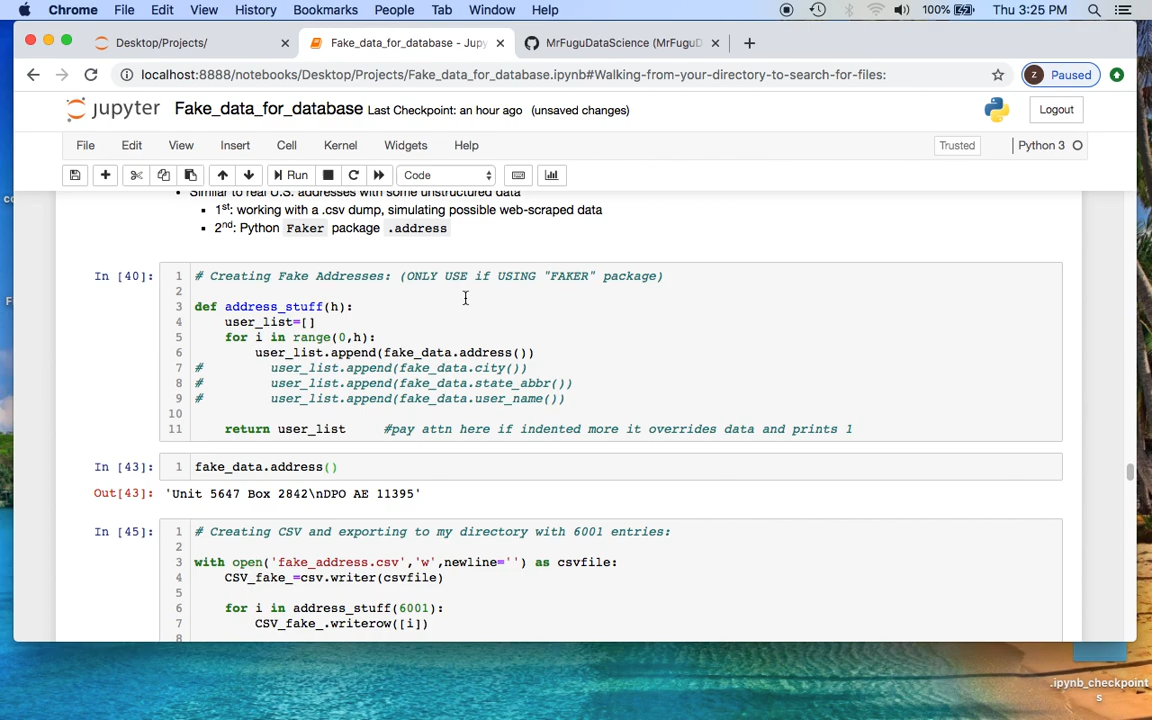 Chrome File Edit View History Bookmarks People Tab Window Help 100% Thu 3:25 PM
Desktop/Projects/ Fake_data_for_database - Jupy MrFuguDataScience (MrFuguD
localhost:8888/notebooks/Desktop/Projects/Fake_data_for_database.ipynb#Walking-from-your-directory-to-search-for-files: z Paused
jupyter Fake_data_for_database Last Checkpoint: an hour ago (unsaved changes) Logout
File Edit View Insert Cell Kernel Widgets Help Trusted Python 3
Run Code
Similar to real U.S. addresses with some unstructured data
1st: working with a .csv dump, simulating possible web-scraped data
2nd: Python Faker package .address
In [40]: 1 # Creating Fake Addresses: (ONLY USE if USING "FAKER" package)
2
3 def address_stuff(h):
4 user_list=[]
5 for i in range(0,h):
6 user_list.append(fake_data.address())
7 # user_list.append(fake_data.city())
8 # user_list.append(fake_data.state_abbr())
9 # user_list.append(fake_data.user_name())
10
11 return user_list #pay attn here if indented more it overrides data and prints 1
In [43]: 1 fake_data.address()
Out[43]: 'Unit 5647 Box 2842\nDPO AE 11395'
In [45]: 1 # Creating CSV and exporting to my directory with 6001 entries:
2
3 with open('fake_address.csv','w',newline='') as csvfile:
4 CSV_fake_=csv.writer(csvfile)
5
6 for i in address_stuff(6001):
7 CSV_fake_.writerow([i])
8
.ipynb_checkpoint
s